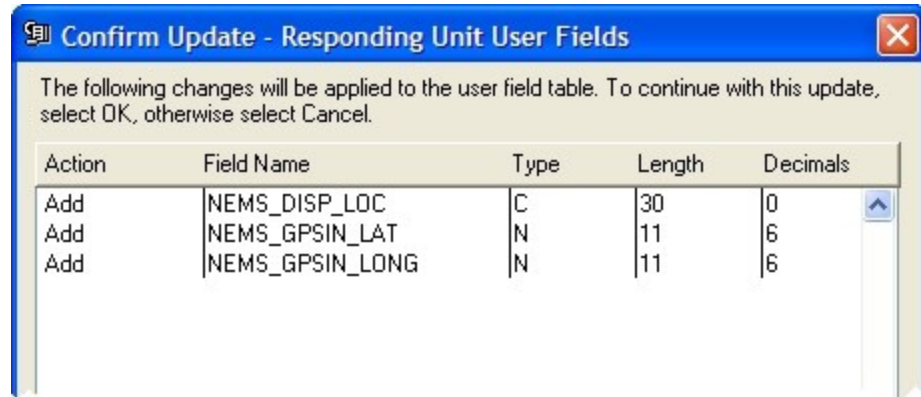 Confirm Update - Responding Unit User Fields
The following changes will be applied to the user field table. To continue with this update,
select OK, otherwise select Cancel.
Action Field Name Type Length Decimals
Add NEMS_DISP_LOC C 30 0
Add NEMS_GPSIN_LAT N 11 6
Add NEMS_GPSIN_LONG N 11 6